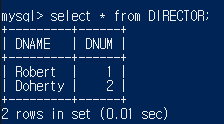 mysql> select * from DIRECTOR;
+---------+------+
| DNAME   | DNUM |
+---------+------+
| Robert  |    1 |
| Doherty |    2 |
+---------+------+
2 rows in set (0.01 sec)